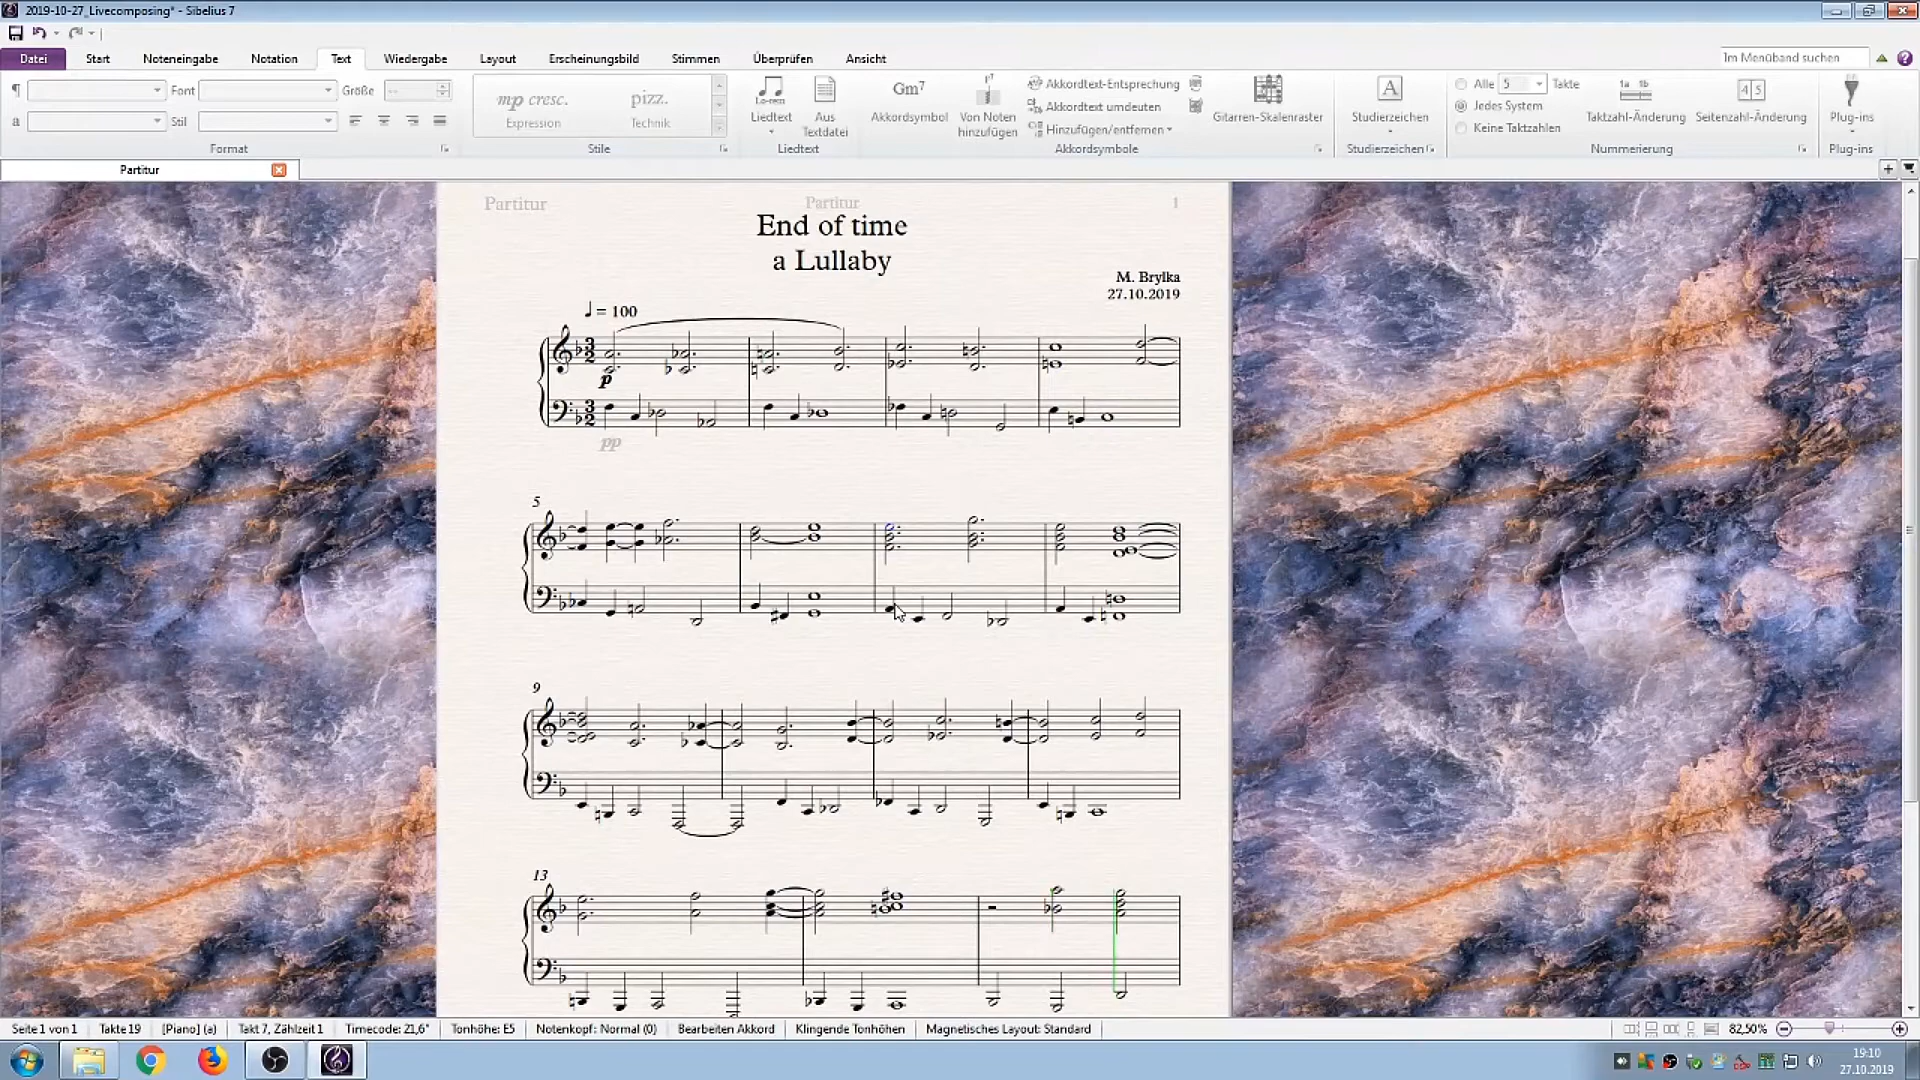 2019-10-27_Livecomposing* - Sibelius 7
Datei Start Noteneingabe Notation Text Wiedergabe Layout Erscheinungsbild Stimmen Überprüfen Ansicht Im Menüband suchen
¶ Font Größe
a Stil
Format
mp cresc. pizz.
Expression Technik
Stile
Liedtext
Aus Textdatei
Liedtext
Gm7
Akkordsymbol
Von Noten hinzufügen
Akkordtext-Entsprechung
Akkordtext umdeuten
Hinzufügen/entfernen
Gitarren-Skalenraster
Akkordsymbole
A
Studierzeichen
Studierzeichen
Alle 5 Takte
Jedes System
Keine Taktzahlen
Taktzahl-Änderung
Seitenzahl-Änderung
Nummerierung
Plug-ins
Plug-ins
Partitur
Partitur Partitur 1
End of time
a Lullaby
M. Brylka
27.10.2019
♩ = 100
p
pp
5
9
13
Seite 1 von 1 Takte 19 [Piano] (a) Takt 7, Zählzeit 1 Timecode: 21,6" Tonhöhe: E5 Notenkopf: Normal (0) Bearbeiten Akkord Klingende Tonhöhen Magnetisches Layout: Standard 82,50%
19:10
27.10.2019